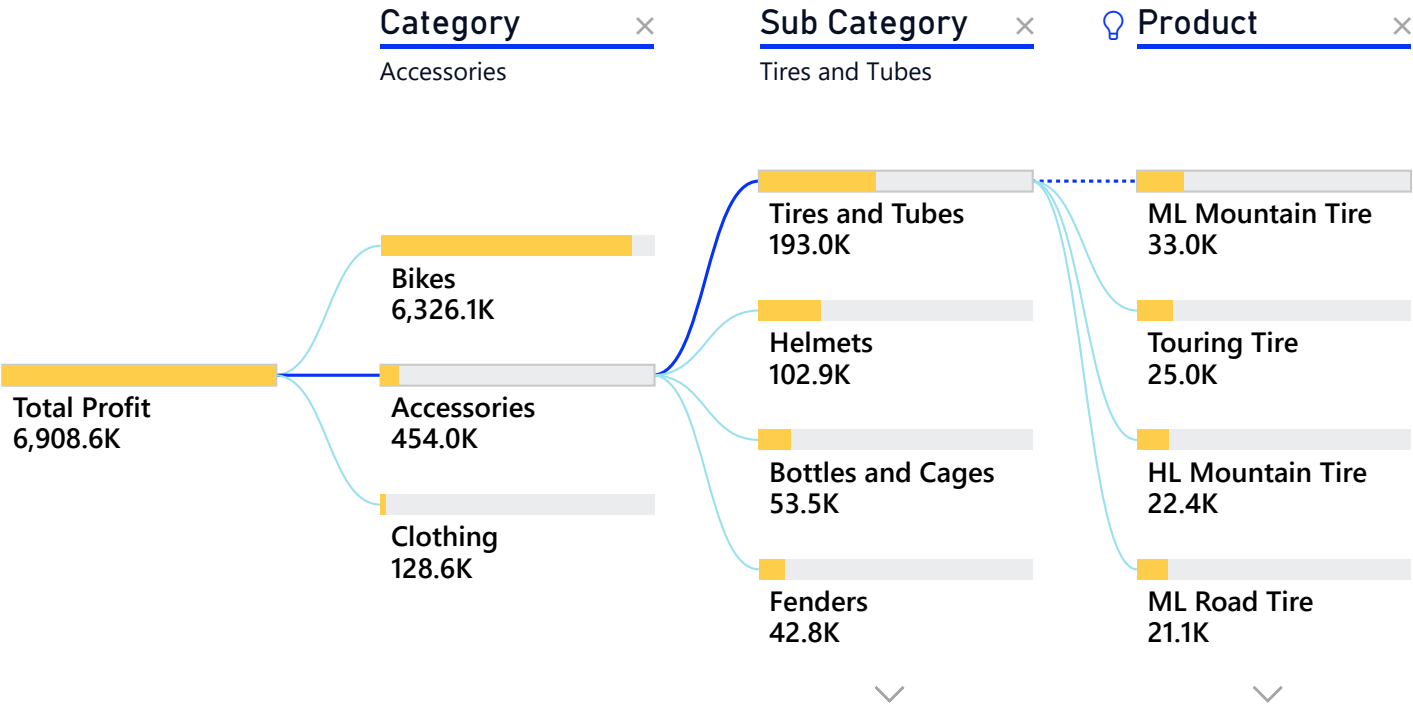 Category
Accessories
Sub Category
Tires and Tubes
Product
Total Profit
6,908.6K
Bikes
6,326.1K
Accessories
454.0K
Clothing
128.6K
Tires and Tubes
193.0K
Helmets
102.9K
Bottles and Cages
53.5K
Fenders
42.8K
ML Mountain Tire
33.0K
Touring Tire
25.0K
HL Mountain Tire
22.4K
ML Road Tire
21.1K